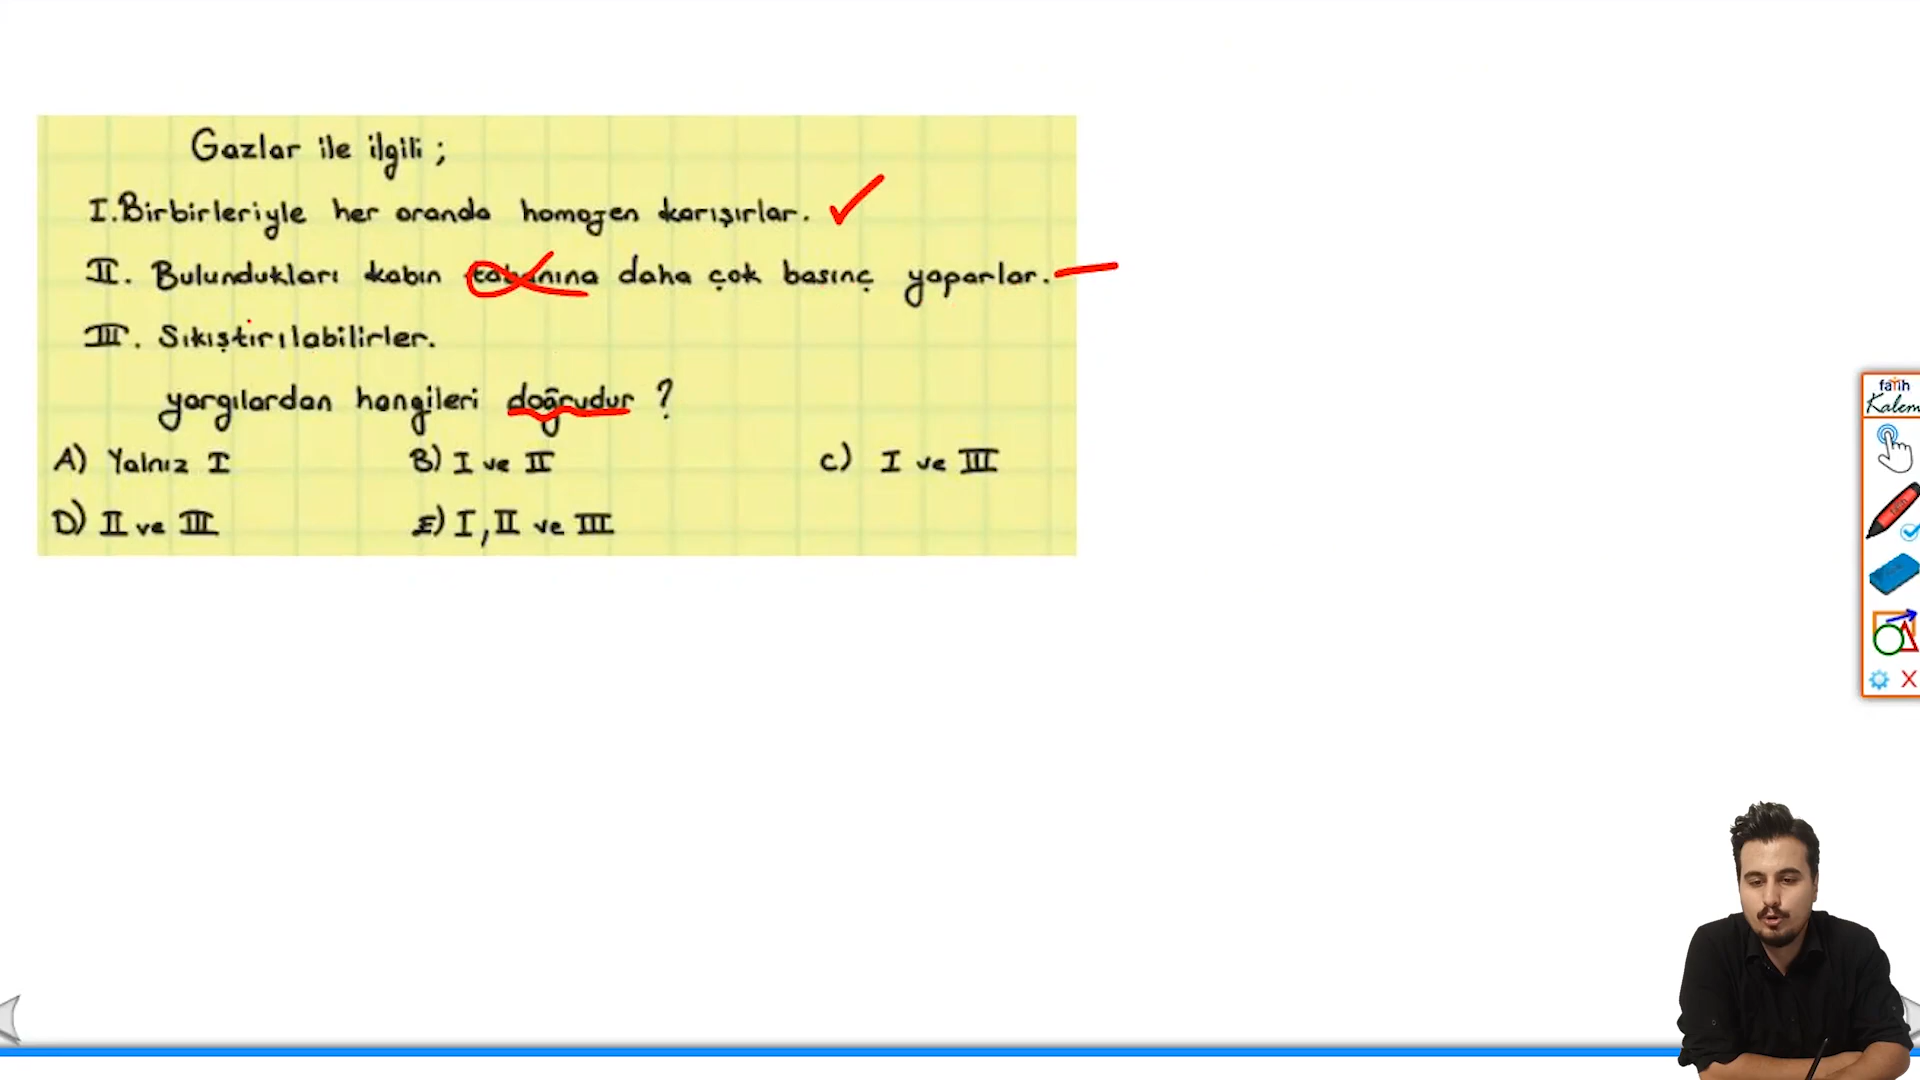 Gazlar ile ilgili ;
I. Birbirleriyle her oranda homojen karışırlar.
II. Bulundukları kabın tabanına daha çok basınç yaparlar.
III. Sıkıştırılabilirler.
yargılardan hangileri doğrudur ?
A) Yalnız I B) I ve II C) I ve III
D) II ve III E) I, II ve III
fatih
Kalem